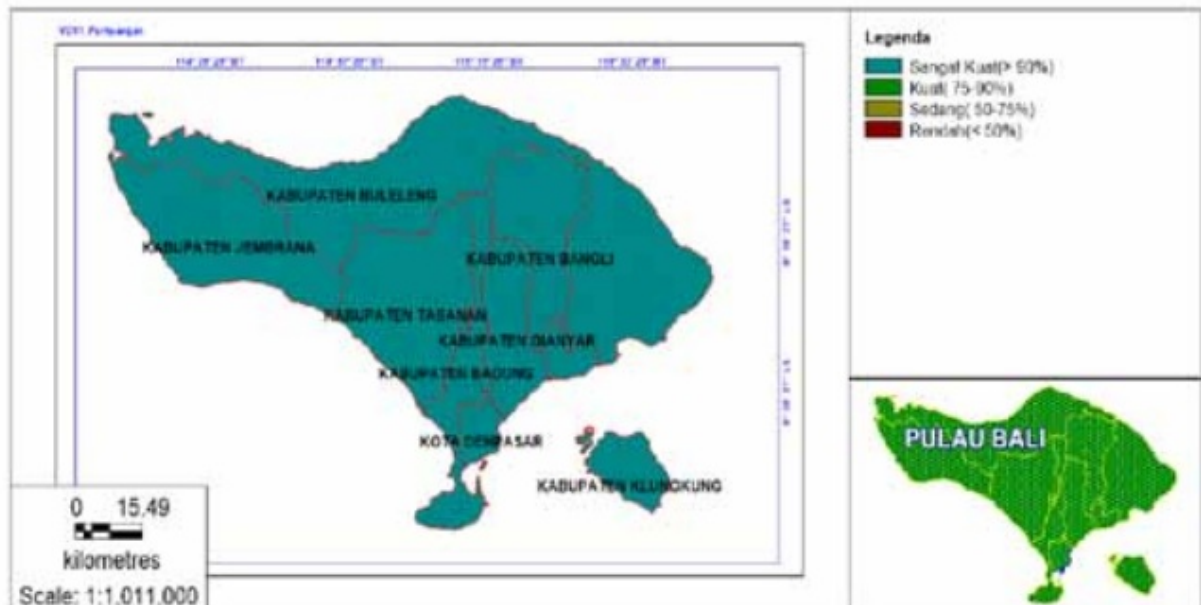 KABUPATEN BULELENG
KABUPATEN JEMBRANA
KABUPATEN BANGLI
KABUPATEN TABANAN
KABUPATEN GIANYAR
KABUPATEN BADUNG
KOTA DENPASAR
KABUPATEN KLUNGKUNG
0 15.49
kilometres
Scale: 1:1.011.000
Legenda
Sangat Kuat(> 90%)
Kuat( 75-90%)
Sedang( 50-75%)
Rendah(< 50%)
PULAU BALI